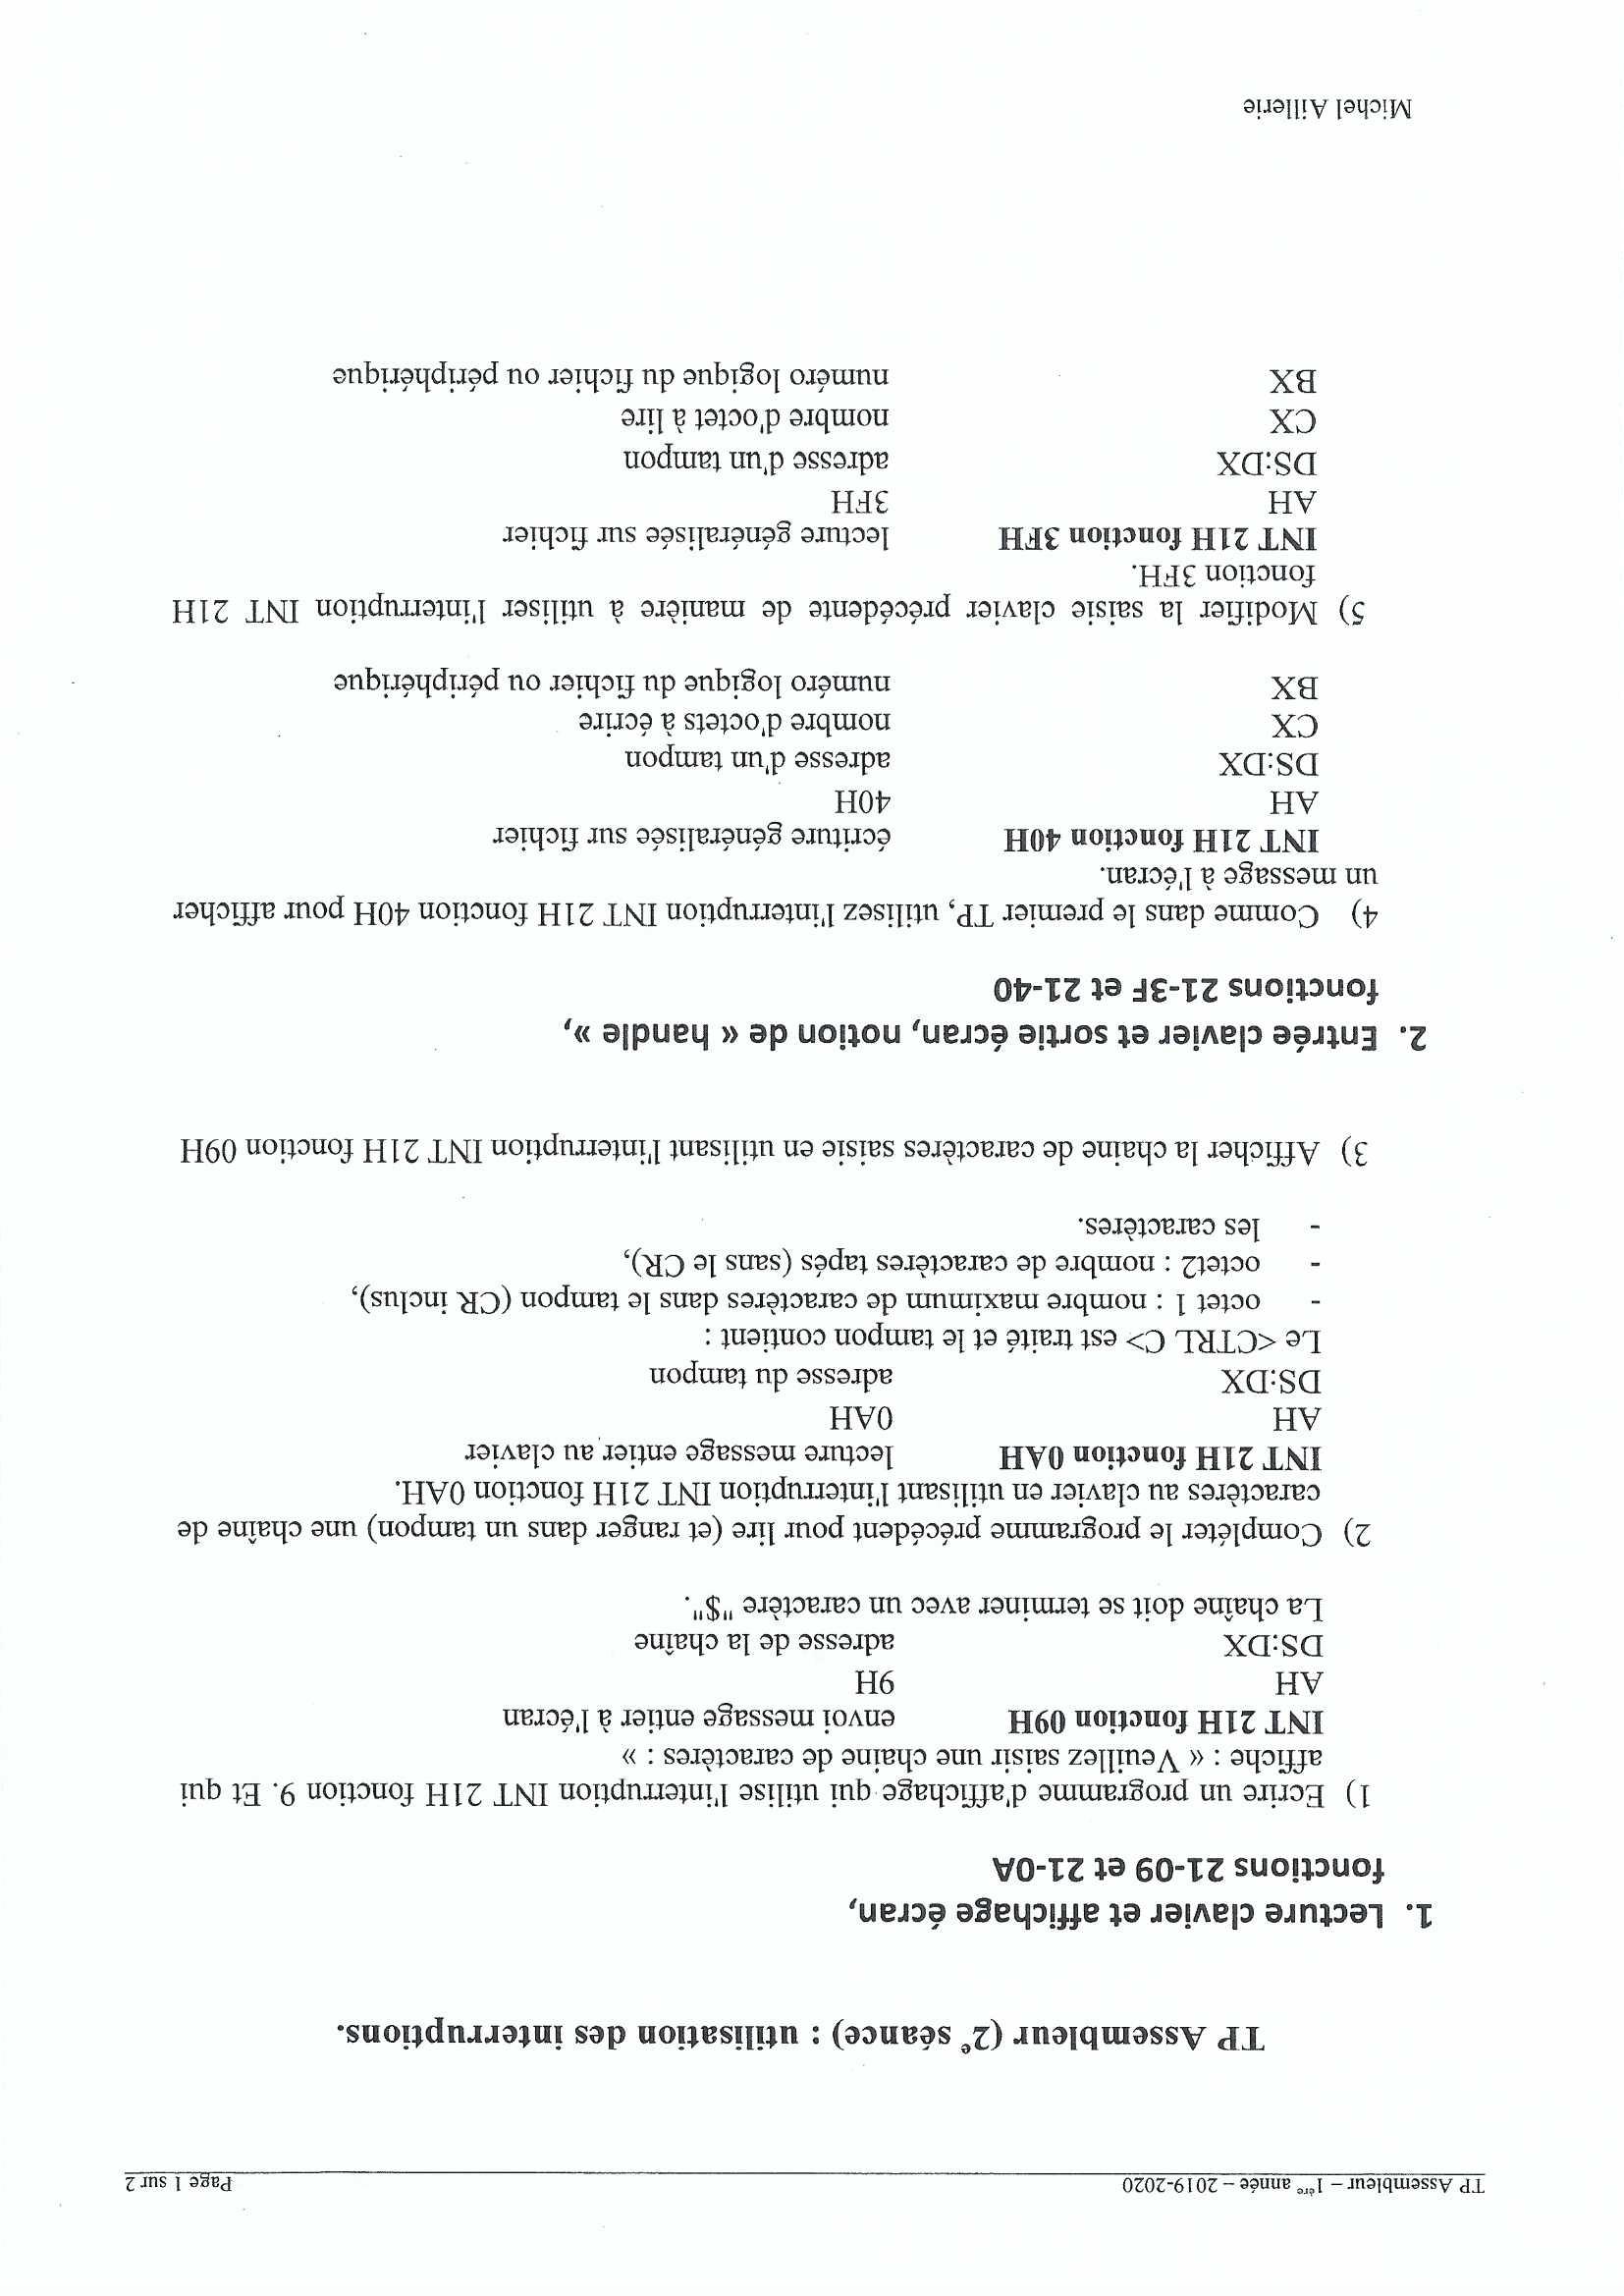 TP Assembleur – 1ère année – 2019-2020 Page 1 sur 2
TP Assembleur (2e séance) : utilisation des interruptions.
1. Lecture clavier et affichage écran,
fonctions 21-09 et 21-0A
1) Ecrire un programme d'affichage qui utilise l'interruption INT 21H fonction 9. Et qui
affiche : « Veuillez saisir une chaine de caractères : »
INT 21H fonction 09H envoi message entier à l'écran
AH 9H
DS:DX adresse de la chaîne
La chaîne doit se terminer avec un caractère "$".
2) Compléter le programme précédent pour lire (et ranger dans un tampon) une chaîne de
caractères au clavier en utilisant l'interruption INT 21H fonction 0AH.
INT 21H fonction 0AH lecture message entier au clavier
AH 0AH
DS:DX adresse du tampon
Le <CTRL C> est traité et le tampon contient :
- octet 1 : nombre maximum de caractères dans le tampon (CR inclus),
- octet2 : nombre de caractères tapés (sans le CR),
- les caractères.
3) Afficher la chaine de caractères saisie en utilisant l'interruption INT 21H fonction 09H
2. Entrée clavier et sortie écran, notion de « handle »,
fonctions 21-3F et 21-40
4) Comme dans le premier TP, utilisez l'interruption INT 21H fonction 40H pour afficher
un message à l'écran.
INT 21H fonction 40H écriture généralisée sur fichier
AH 40H
DS:DX adresse d'un tampon
CX nombre d'octets à écrire
BX numéro logique du fichier ou périphérique
5) Modifier la saisie clavier précédente de manière à utiliser l'interruption INT 21H
fonction 3FH.
INT 21H fonction 3FH lecture généralisée sur fichier
AH 3FH
DS:DX adresse d'un tampon
CX nombre d'octet à lire
BX numéro logique du fichier ou périphérique
Michel Aillerie